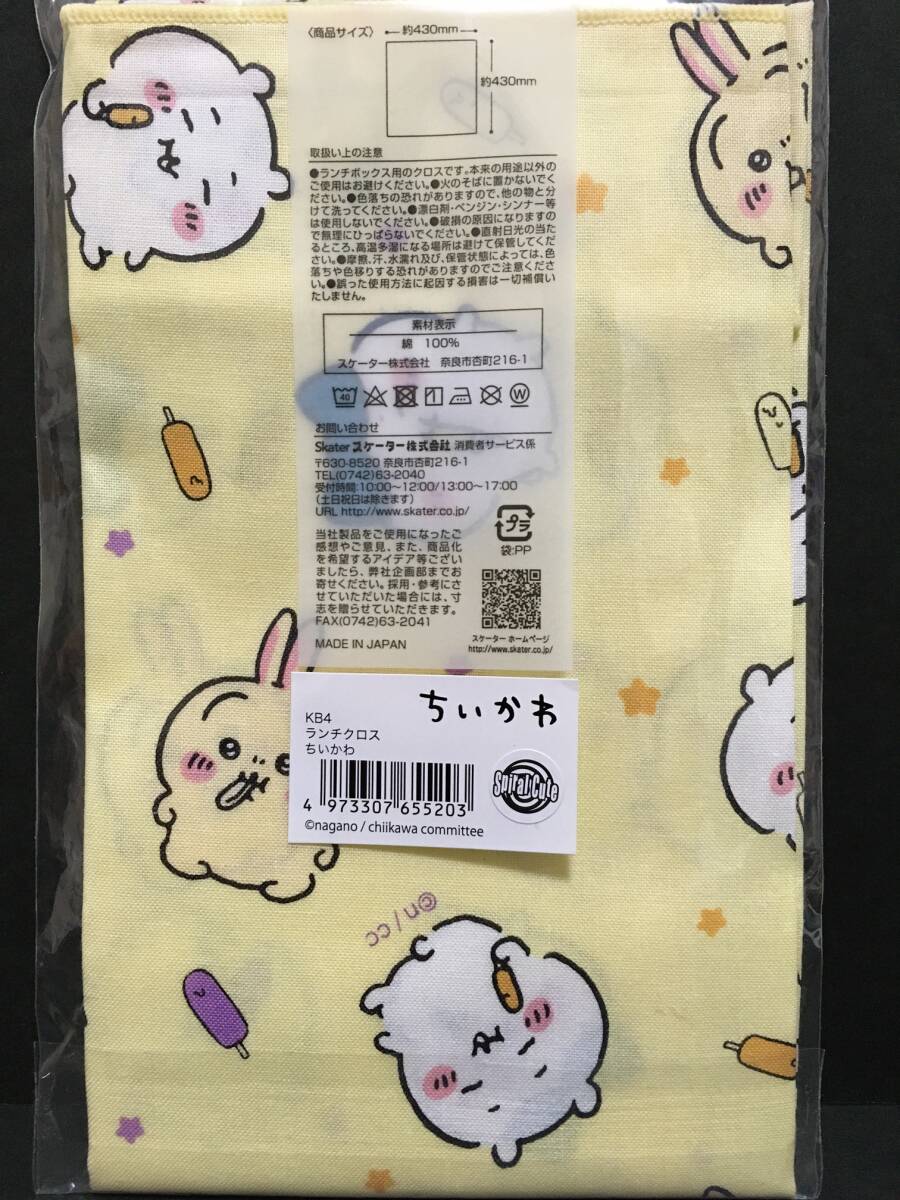 〈商品サイズ〉
約430mm
約430mm
取扱い上の注意
●ランチボックス用のクロスです。本来の用途以外の
ご使用はお避けください。●火のそばに置かないでく
ださい。●色落ちの恐れがありますので、他の物と分
けて洗ってください。●漂白剤・ベンジン・シンナー等
は使用しないでください。●破損の原因になりますの
で無理にひっぱらないでください。●直射日光の当た
るところ、高温多湿になる場所は避けて保管してくだ
さい。●摩擦、汗、水濡れ及び、保管状態によっては、色
落ちや色移りする恐れがありますのでご注意くださ
い。●誤った使用方法に起因する損害は一切補償い
たしません。
素材表示
綿 100%
スケーター株式会社 奈良市杏町216-1
40
W
お問い合わせ
Skater スケーター株式会社 消費者サービス係
〒630-8520 奈良市杏町216-1
TEL(0742)63-2040
受付時間:10:00〜12:00/13:00〜17:00
(土日祝日は除きます)
URL http://www.skater.co.jp/
当社製品をご使用になったご
感想やご意見、また、商品化
を希望するアイデア等ござい
ましたら、弊社企画部までお
寄せください。採用・参考にさ
せていただいた場合には、寸
志を贈らせていただきます。
FAX(0742)63-2041
MADE IN JAPAN
プラ
袋:PP
スケーター ホームページ
http://www.skater.co.jp/
ちいかわ
KB4
ランチクロス
ちいかわ
Spiral Cute
4 973307 655203
©nagano / chiikawa committee
©n/cc